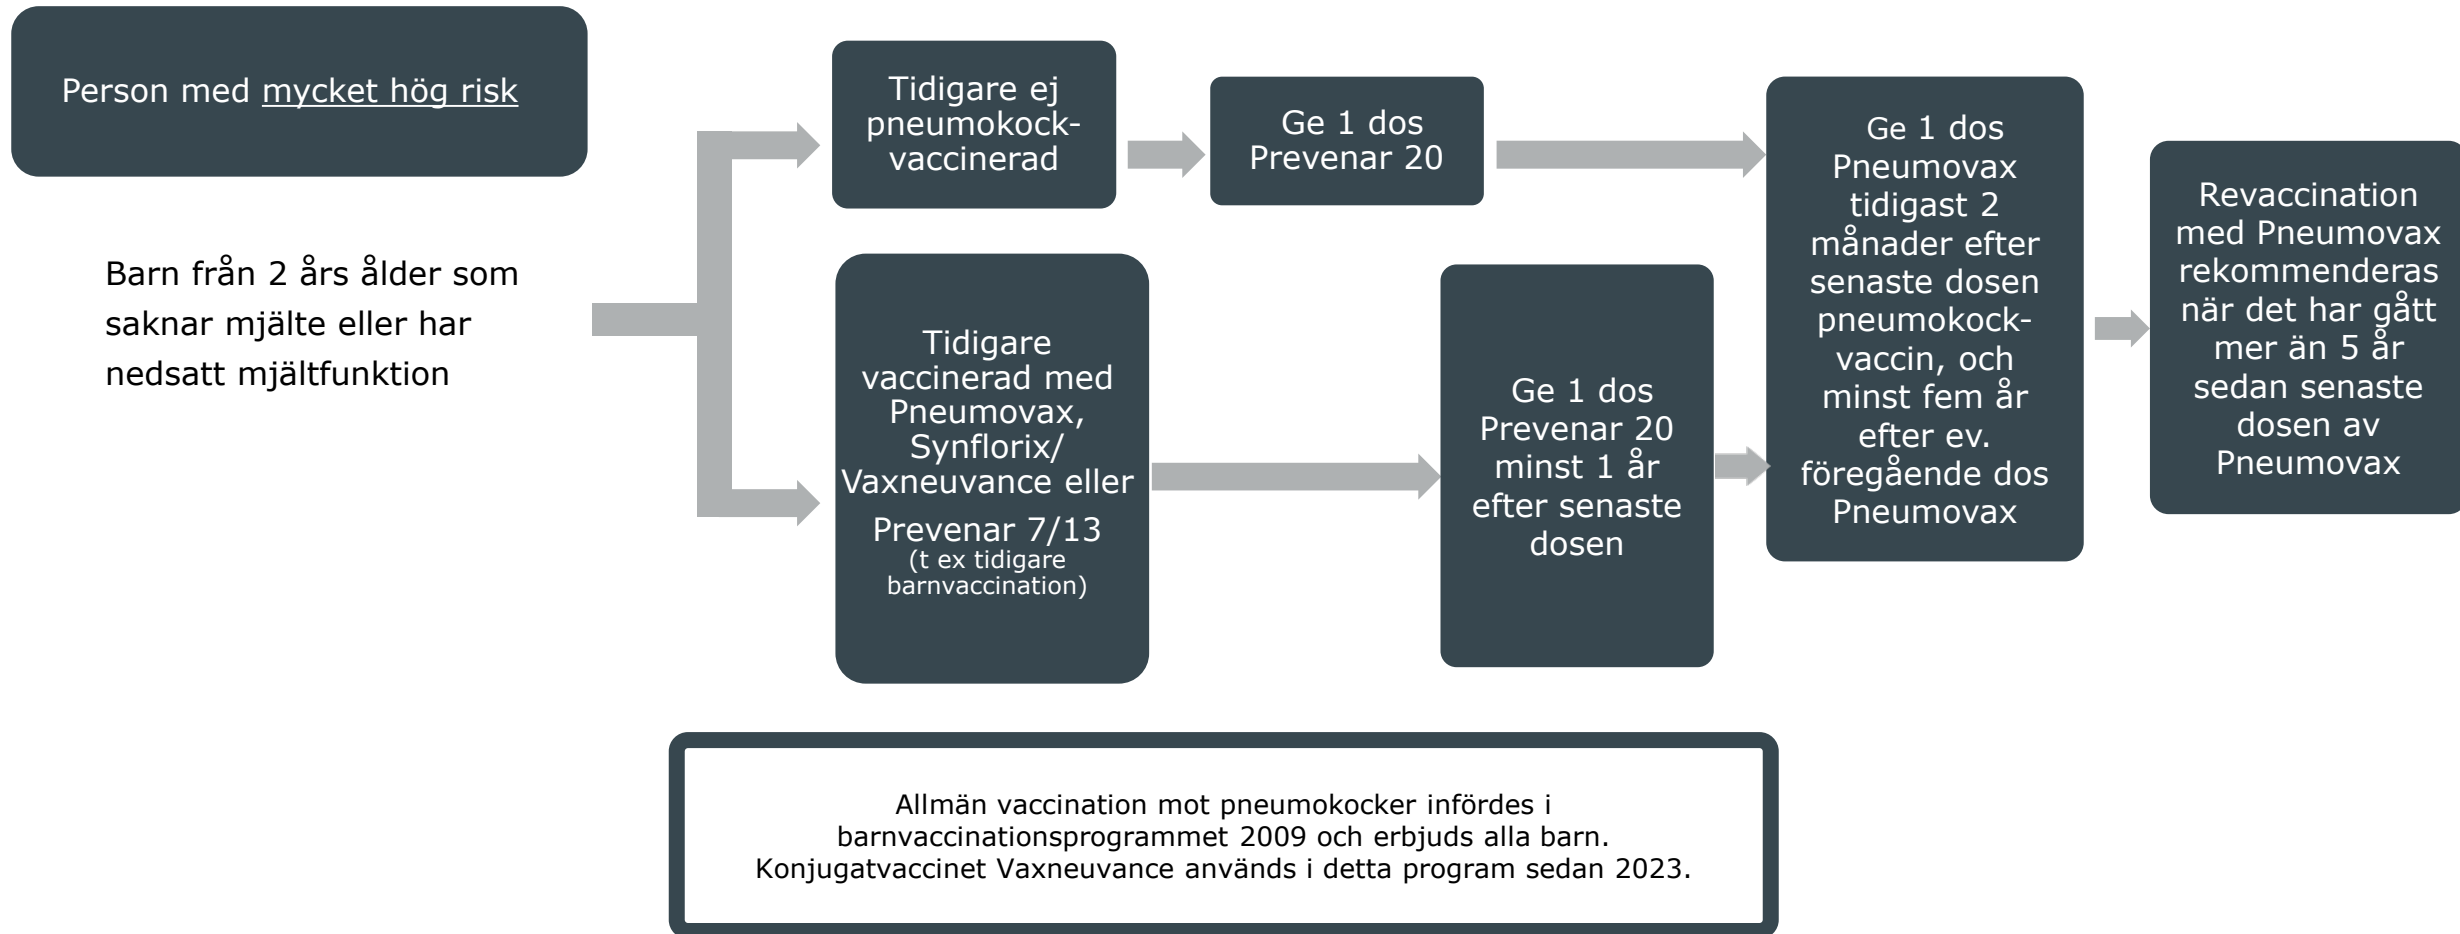 Person med mycket hög risk
Barn från 2 års ålder som
saknar mjälte eller har
nedsatt mjältfunktion
Tidigare ej
pneumokock-
vaccinerad
Ge 1 dos
Prevenar 20
Tidigare
vaccinerad med
Pneumovax,
Synflorix/
Vaxneuvance eller
Prevenar 7/13
(t ex tidigare
barnvaccination)
Ge 1 dos
Prevenar 20
minst 1 år
efter senaste
dosen
Ge 1 dos
Pneumovax
tidigast 2
månader efter
senaste dosen
pneumokock-
vaccin, och
minst fem år
efter ev.
föregående dos
Pneumovax
Revaccination
med Pneumovax
rekommenderas
när det har gått
mer än 5 år
sedan senaste
dosen av
Pneumovax
Allmän vaccination mot pneumokocker infördes i
barnvaccinationsprogrammet 2009 och erbjuds alla barn.
Konjugatvaccinet Vaxneuvance används i detta program sedan 2023.